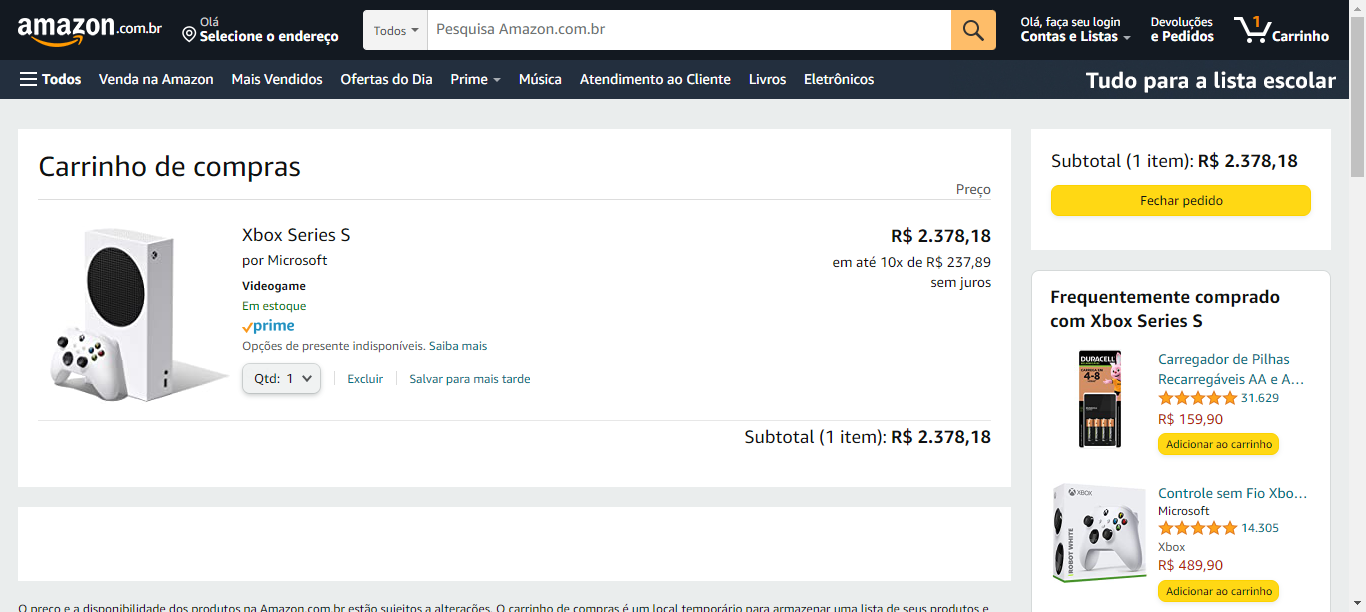 amazon.com.br
Olá
Selecione o endereço
Todos
Pesquisa Amazon.com.br
Olá, faça seu login
Contas e Listas
Devoluções
e Pedidos
1
Carrinho
Todos
Venda na Amazon
Mais Vendidos
Ofertas do Dia
Prime
Música
Atendimento ao Cliente
Livros
Eletrônicos
Tudo para a lista escolar
Carrinho de compras
Preço
Xbox Series S
por Microsoft
Videogame
Em estoque
prime
Opções de presente indisponíveis. Saiba mais
Qtd: 1
Excluir
Salvar para mais tarde
R$ 2.378,18
em até 10x de R$ 237,89
sem juros
Subtotal (1 item): R$ 2.378,18
Subtotal (1 item): R$ 2.378,18
Fechar pedido
Frequentemente comprado
com Xbox Series S
DURACELL
4-8
Carregador de Pilhas
Recarregáveis AA e A...
31.629
R$ 159,90
Adicionar ao carrinho
XBOX
ROBOT WHITE
Controle sem Fio Xbo...
Microsoft
14.305
Xbox
R$ 489,90
Adicionar ao carrinho
O preço e a disponibilidade dos produtos na Amazon.com.br estão sujeitos a alterações. O carrinho de compras é um local temporário para armazenar uma lista de seus produtos e